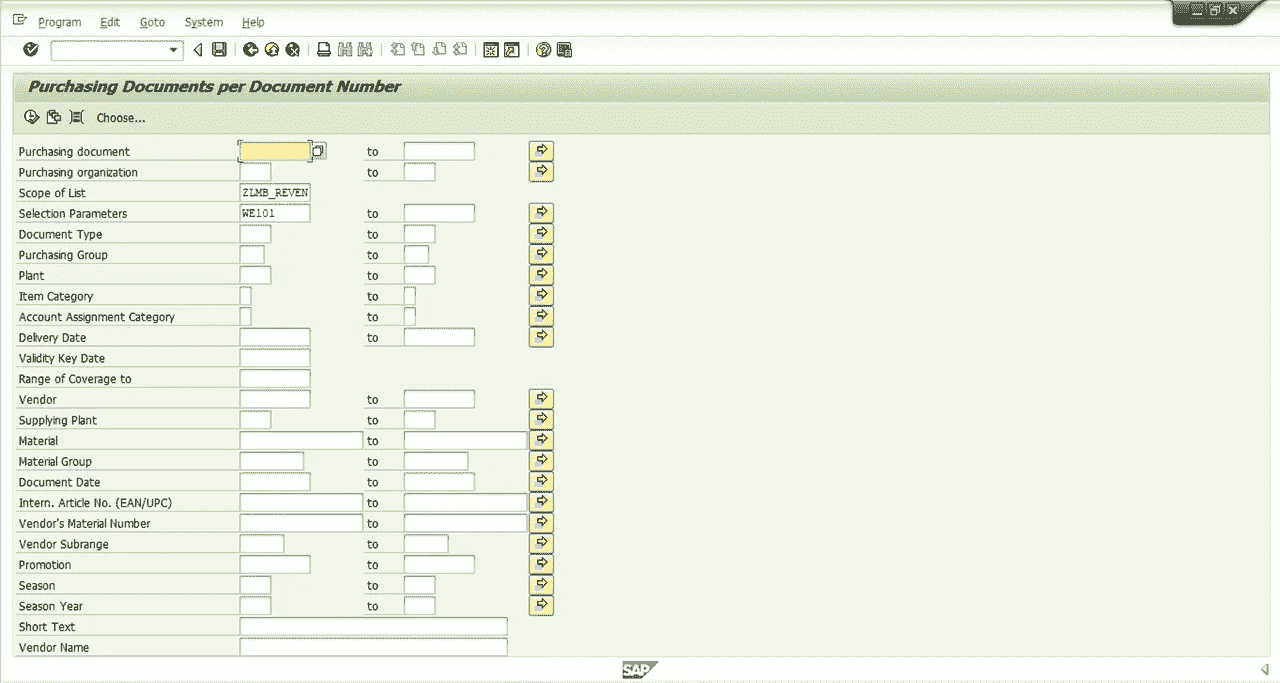 Program Edit Goto System Help
Purchasing Documents per Document Number
Choose...
Purchasing document to
Purchasing organization to
Scope of List ZLMB_REVEN
Selection Parameters WE101 to
Document Type to
Purchasing Group to
Plant to
Item Category to
Account Assignment Category to
Delivery Date to
Validity Key Date
Range of Coverage to
Vendor to
Supplying Plant to
Material to
Material Group to
Document Date to
Intern. Article No. (EAN/UPC) to
Vendor's Material Number to
Vendor Subrange to
Promotion to
Season to
Season Year to
Short Text
Vendor Name
SAP